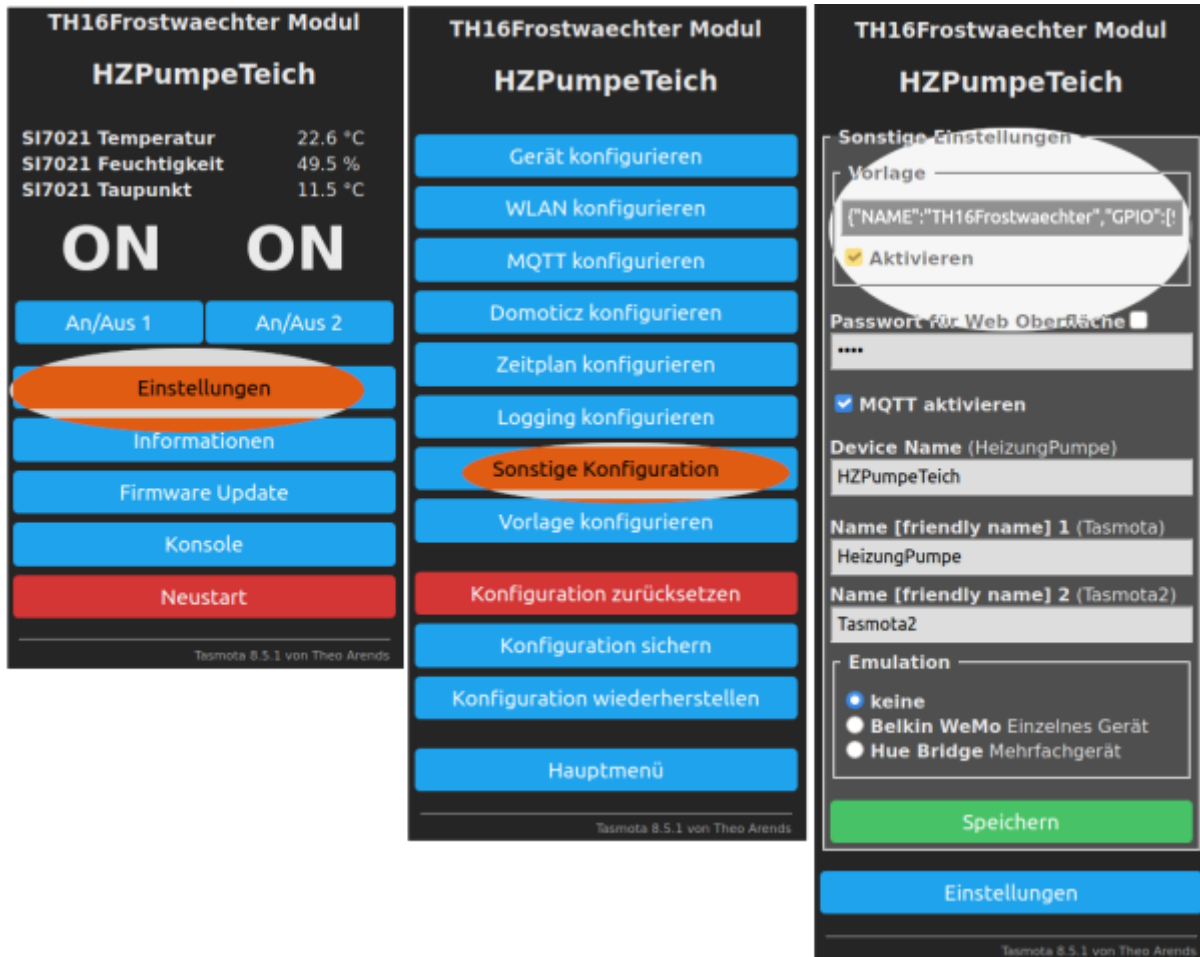 TH16Frostwaechter Modul
HZPumpeTeich
SI7021 Temperatur 22.6 °C
SI7021 Feuchtigkeit 49.5 %
SI7021 Taupunkt 11.5 °C
ON ON
An/Aus 1 An/Aus 2
Einstellungen
Informationen
Firmware Update
Konsole
Neustart
Tasmota 8.5.1 von Theo Arends
TH16Frostwaechter Modul
HZPumpeTeich
Gerät konfigurieren
WLAN konfigurieren
MQTT konfigurieren
Domoticz konfigurieren
Zeitplan konfigurieren
Logging konfigurieren
Sonstige Konfiguration
Vorlage konfigurieren
Konfiguration zurücksetzen
Konfiguration sichern
Konfiguration wiederherstellen
Hauptmenü
Tasmota 8.5.1 von Theo Arends
TH16Frostwaechter Modul
HZPumpeTeich
Sonstige Einstellungen
Vorlage
{"NAME":"TH16Frostwaechter","GPIO":[
Aktivieren
Passwort für Web Oberfläche
••••
MQTT aktivieren
Device Name (HeizungPumpe)
HZPumpeTeich
Name [friendly name] 1 (Tasmota)
HeizungPumpe
Name [friendly name] 2 (Tasmota2)
Tasmota2
Emulation
keine
Belkin WeMo Einzelnes Gerät
Hue Bridge Mehrfachgerät
Speichern
Einstellungen
Tasmota 8.5.1 von Theo Arends